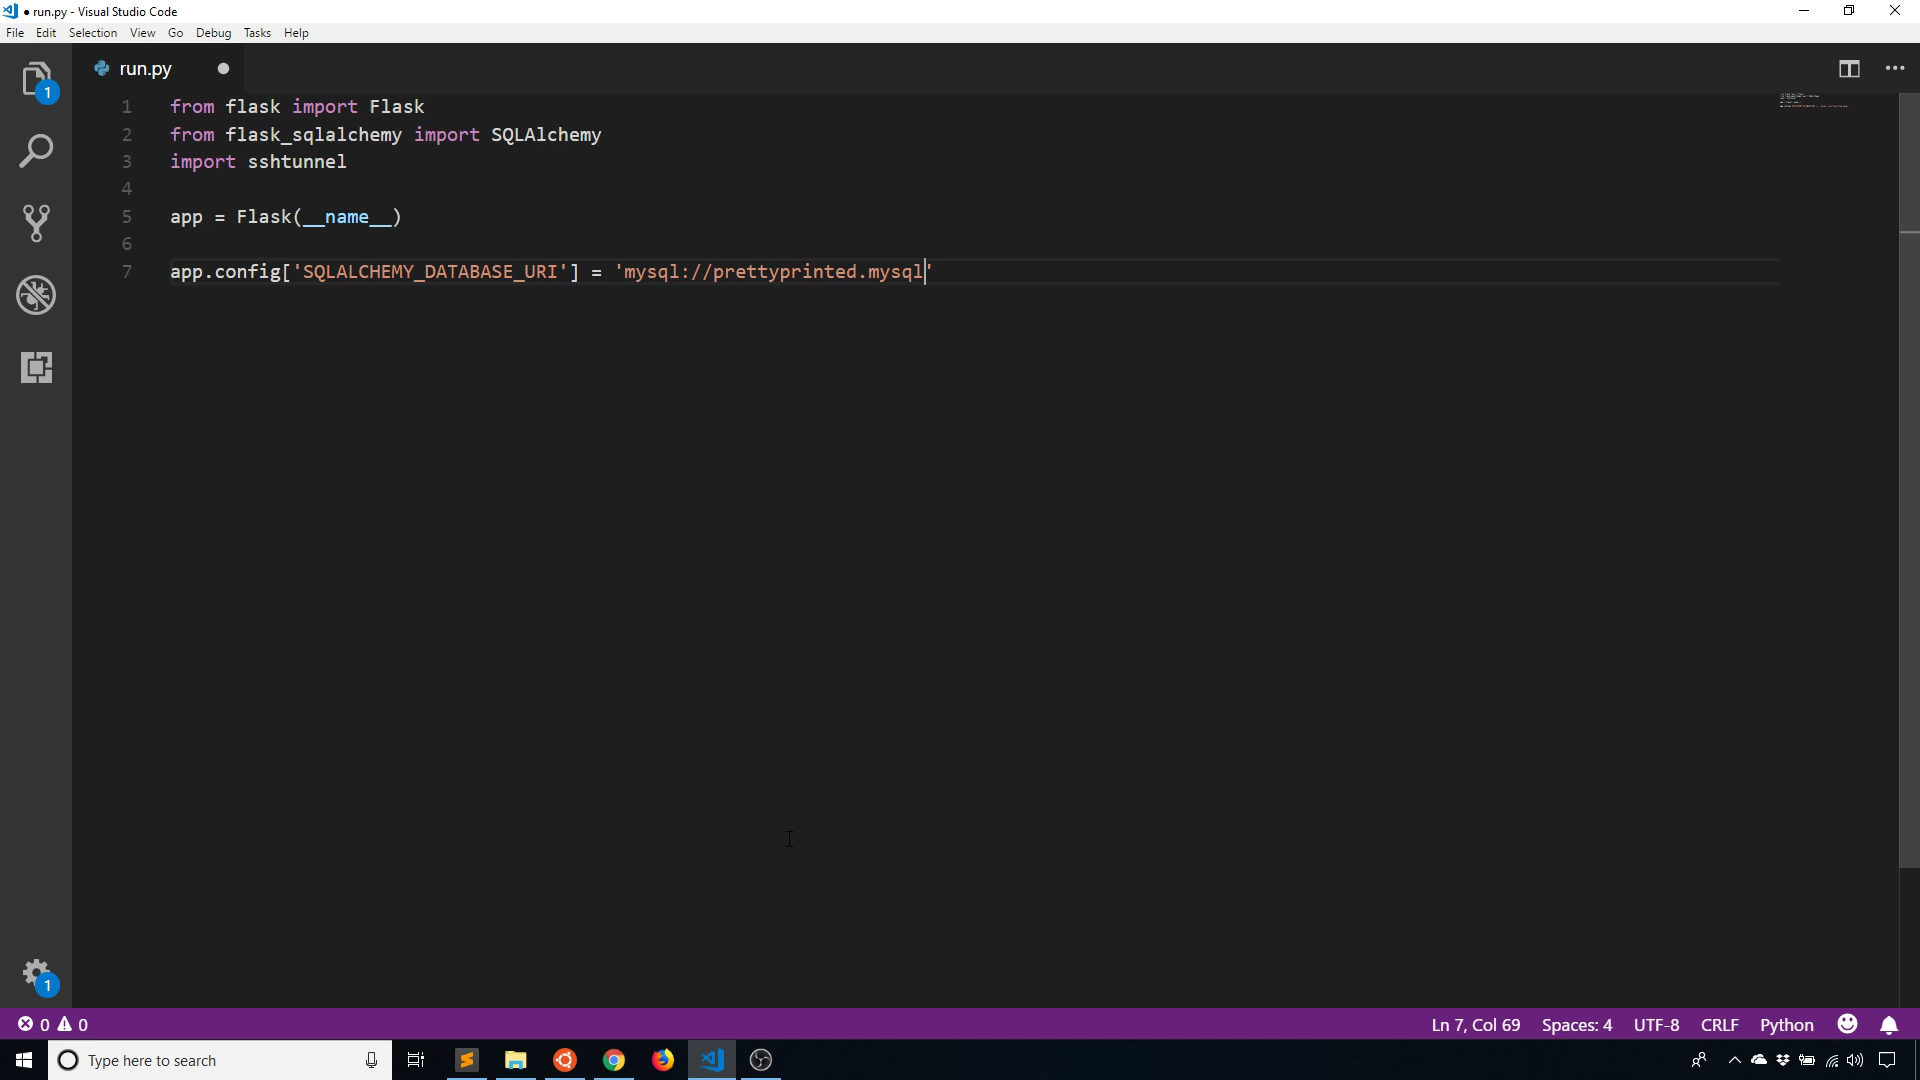 ● run.py - Visual Studio Code
File Edit Selection View Go Debug Tasks Help
run.py
1
1 from flask import Flask
2 from flask_sqlalchemy import SQLAlchemy
3 import sshtunnel
4
5 app = Flask(__name__)
6
7 app.config['SQLALCHEMY_DATABASE_URI'] = 'mysql://prettyprinted.mysql'
1
0 0 Ln 7, Col 69 Spaces: 4 UTF-8 CRLF Python
Type here to search